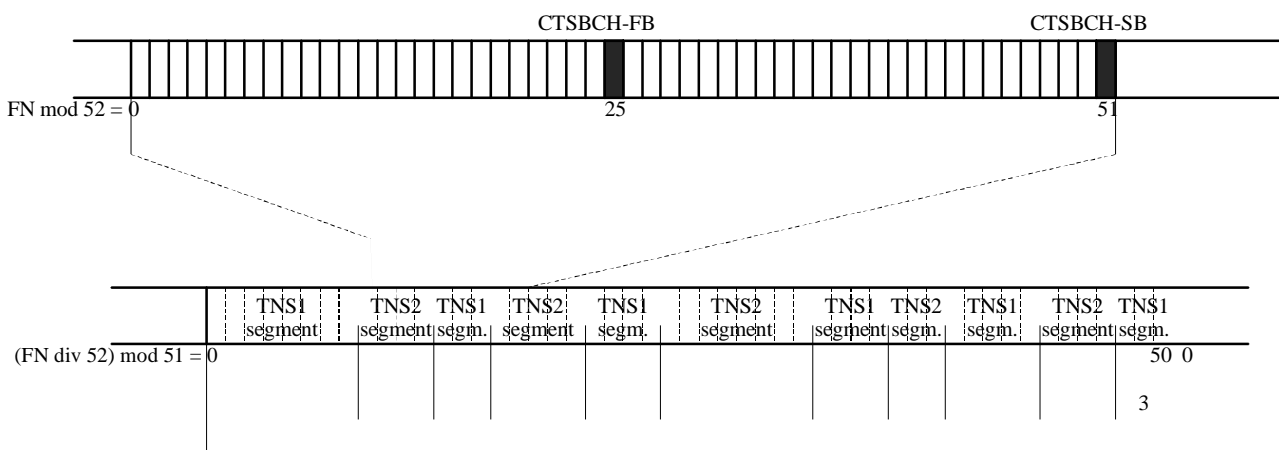 CTSBCH-FB CTSBCH-SB
FN mod 52 = 0 25 51
TNS1 TNS2 TNS1 TNS2 TNS1 TNS2 TNS1 TNS2 TNS1 TNS2 TNS1
segment segment segm. segment segm. segment segment segm. segm. segment segm.
(FN div 52) mod 51 = 0 50 0
3